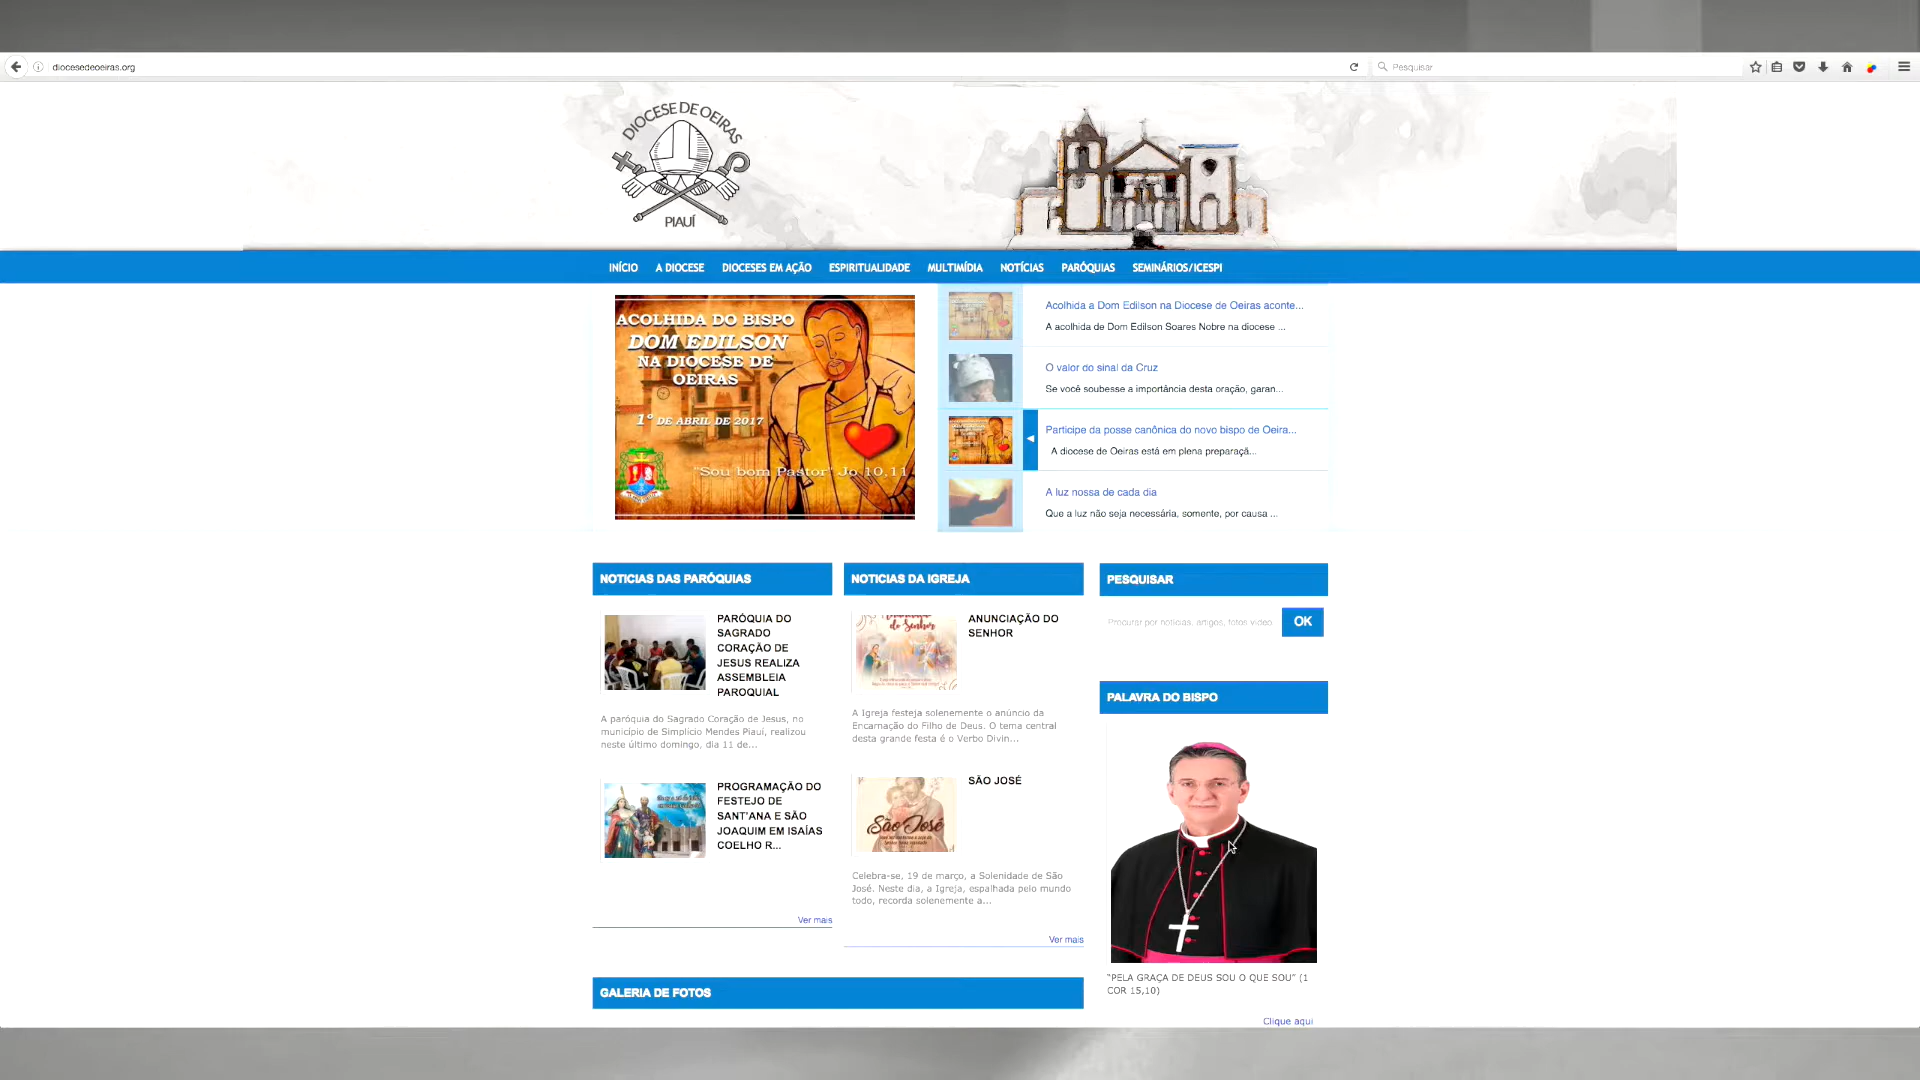 diocesedeoeiras.org
Pesquisar
DIOCESE DE OEIRAS
PIAUÍ
INÍCIO A DIOCESE DIOCESES EM AÇÃO ESPIRITUALIDADE MULTIMÍDIA NOTÍCIAS PARÓQUIAS SEMINÁRIOS/ICESPI
ACOLHIDA DO BISPO
DOM EDILSON
NA DIOCESE DE
OEIRAS
1º DE ABRIL DE 2017
"Sou bom Pastor" Jo 10,11
Acolhida a Dom Edilson na Diocese de Oeiras aconte...
A acolhida de Dom Edilson Soares Nobre na diocese ...
O valor do sinal da Cruz
Se você soubesse a importância desta oração, garan...
Participe da posse canônica do novo bispo de Oeira...
A diocese de Oeiras está em plena preparaçã...
A luz nossa de cada dia
Que a luz não seja necessária, somente, por causa ...
NOTICIAS DAS PARÓQUIAS
PARÓQUIA DO
SAGRADO
CORAÇÃO DE
JESUS REALIZA
ASSEMBLEIA
PAROQUIAL
A paróquia do Sagrado Coração de Jesus, no
município de Simplício Mendes Piauí, realizou
neste último domingo, dia 11 de...
PROGRAMAÇÃO DO
FESTEJO DE
SANT'ANA E SÃO
JOAQUIM EM ISAÍAS
COELHO R...
Ver mais
NOTICIAS DA IGREJA
do Senhor
ANUNCIAÇÃO DO
SENHOR
A Igreja festeja solenemente o anúncio da
Encarnação do Filho de Deus. O tema central
desta grande festa é o Verbo Divin...
São José
SÃO JOSÉ
Celebra-se, 19 de março, a Solenidade de São
José. Neste dia, a Igreja, espalhada pelo mundo
todo, recorda solenemente a...
Ver mais
GALERIA DE FOTOS
PESQUISAR
Procurar por noticias, artigos, fotos video
OK
PALAVRA DO BISPO
"PELA GRAÇA DE DEUS SOU O QUE SOU" (1
COR 15,10)
Clique aqui